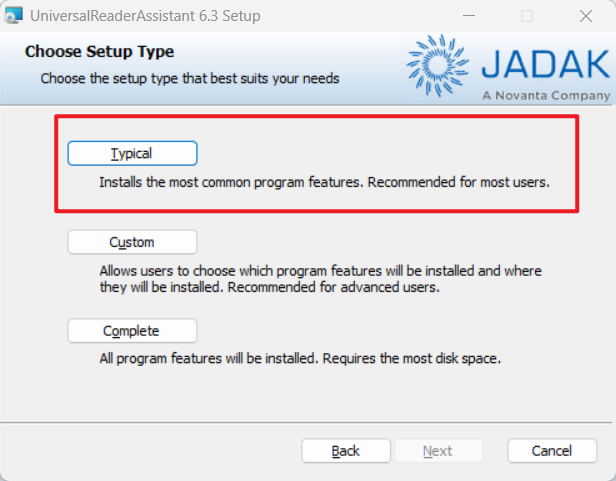 UniversalReaderAssistant 6.3 Setup
Choose Setup Type
Choose the setup type that best suits your needs
JADAK
A Novanta Company
Typical
Installs the most common program features. Recommended for most users.
Custom
Allows users to choose which program features will be installed and where
they will be installed. Recommended for advanced users.
Complete
All program features will be installed. Requires the most disk space.
Back
Next
Cancel